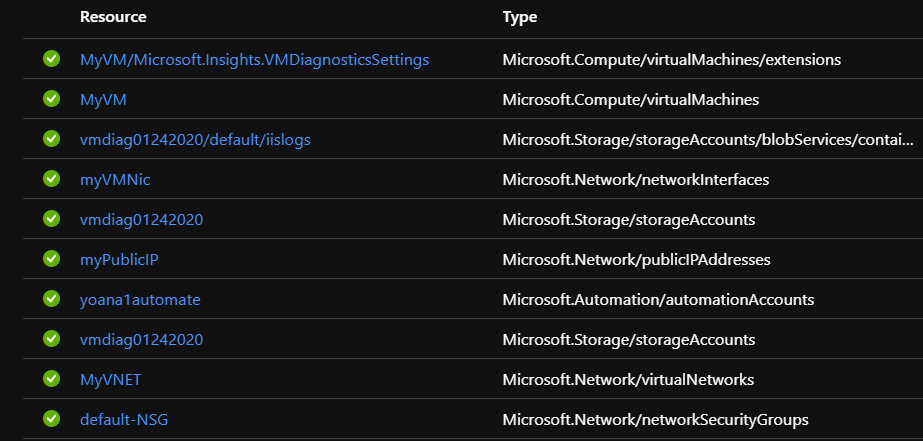 Resource Type
MyVM/Microsoft.Insights.VMDiagnosticsSettings Microsoft.Compute/virtualMachines/extensions
MyVM Microsoft.Compute/virtualMachines
vmdiag01242020/default/iislogs Microsoft.Storage/storageAccounts/blobServices/contai...
myVMNic Microsoft.Network/networkInterfaces
vmdiag01242020 Microsoft.Storage/storageAccounts
myPublicIP Microsoft.Network/publicIPAddresses
yoana1automate Microsoft.Automation/automationAccounts
vmdiag01242020 Microsoft.Storage/storageAccounts
MyVNET Microsoft.Network/virtualNetworks
default-NSG Microsoft.Network/networkSecurityGroups